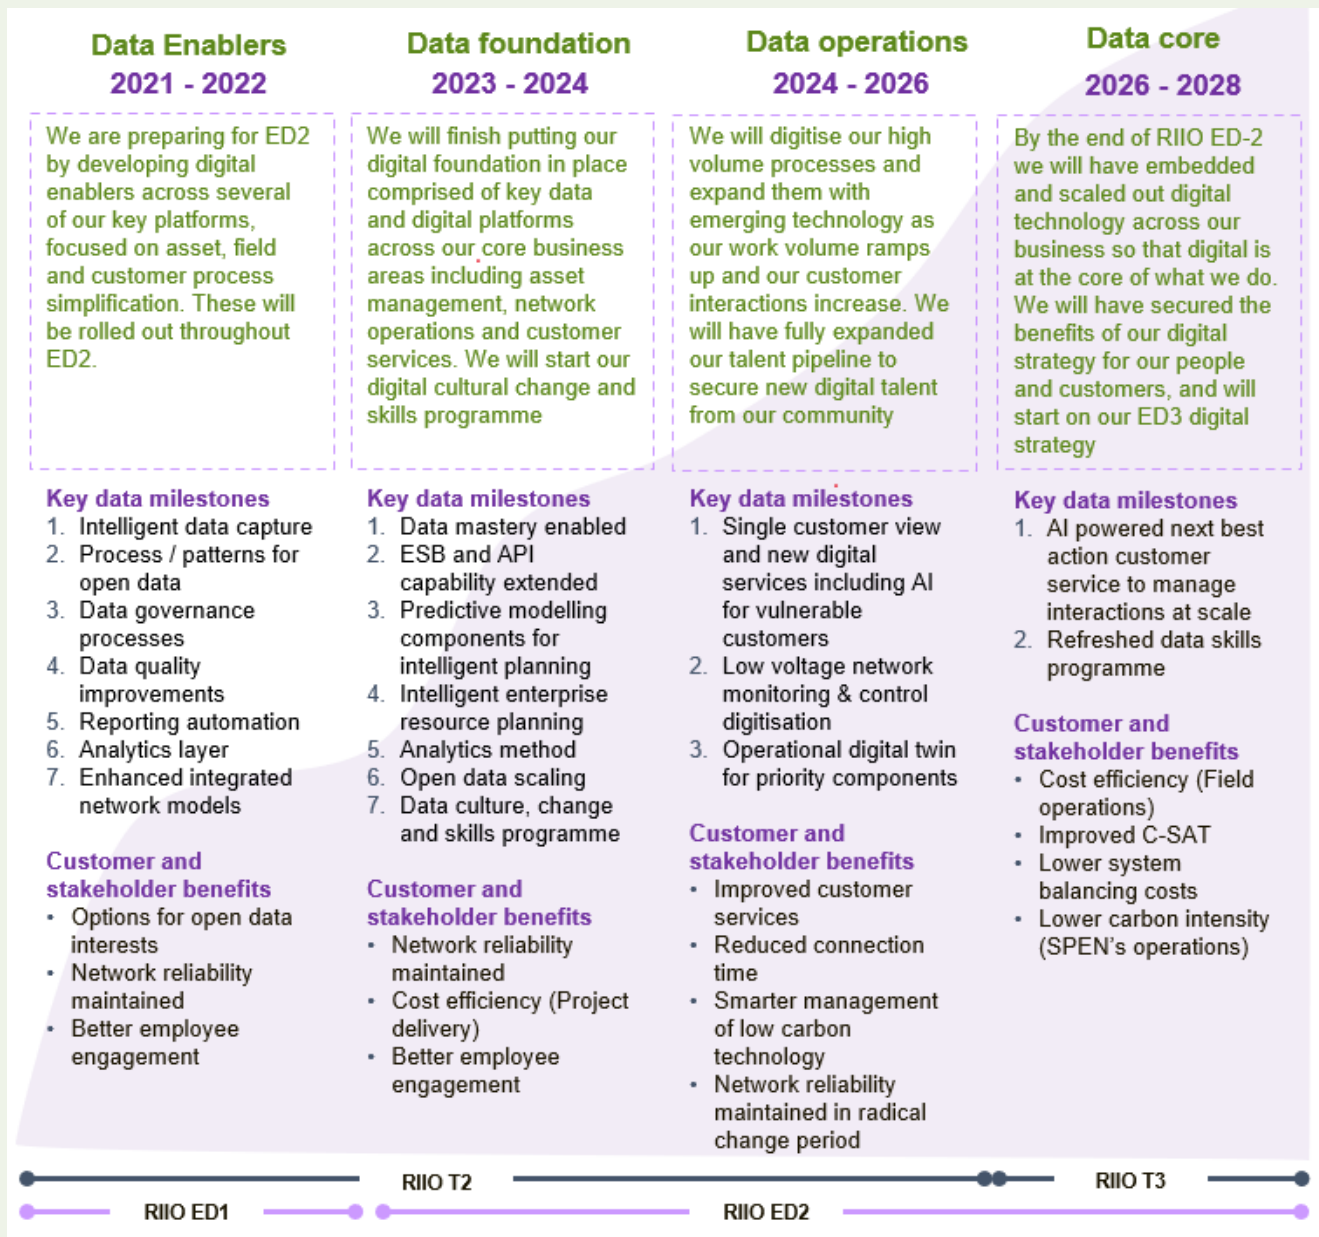 Data Enablers
2021 - 2022
We are preparing for ED2
by developing digital
enablers across several
of our key platforms,
focused on asset, field
and customer process
simplification. These will
be rolled out throughout
ED2.
Key data milestones
1. Intelligent data capture
2. Process / patterns for
open data
3. Data governance
processes
4. Data quality
improvements
5. Reporting automation
6. Analytics layer
7. Enhanced integrated
network models
Customer and
stakeholder benefits
• Options for open data
interests
• Network reliability
maintained
• Better employee
engagement
Data foundation
2023 - 2024
We will finish putting our
digital foundation in place
comprised of key data
and digital platforms
across our core business
areas including asset
management, network
operations and customer
services. We will start our
digital cultural change and
skills programme
Key data milestones
1. Data mastery enabled
2. ESB and API
capability extended
3. Predictive modelling
components for
intelligent planning
4. Intelligent enterprise
resource planning
5. Analytics method
6. Open data scaling
7. Data culture, change
and skills programme
Customer and
stakeholder benefits
• Network reliability
maintained
• Cost efficiency (Project
delivery)
• Better employee
engagement
Data operations
2024 - 2026
We will digitise our high
volume processes and
expand them with
emerging technology as
our work volume ramps
up and our customer
interactions increase. We
will have fully expanded
our talent pipeline to
secure new digital talent
from our community
Key data milestones
1. Single customer view
and new digital
services including AI
for vulnerable
customers
2. Low voltage network
monitoring & control
digitisation
3. Operational digital twin
for priority components
Customer and
stakeholder benefits
• Improved customer
services
• Reduced connection
time
• Smarter management
of low carbon
technology
• Network reliability
maintained in radical
change period
Data core
2026 - 2028
By the end of RIIO ED-2
we will have embedded
and scaled out digital
technology across our
business so that digital is
at the core of what we do.
We will have secured the
benefits of our digital
strategy for our people
and customers, and will
start on our ED3 digital
strategy
Key data milestones
1. AI powered next best
action customer
service to manage
interactions at scale
2. Refreshed data skills
programme
Customer and
stakeholder benefits
• Cost efficiency (Field
operations)
• Improved C-SAT
• Lower system
balancing costs
• Lower carbon intensity
(SPEN's operations)
RIIO T2
RIIO T3
RIIO ED1
RIIO ED2